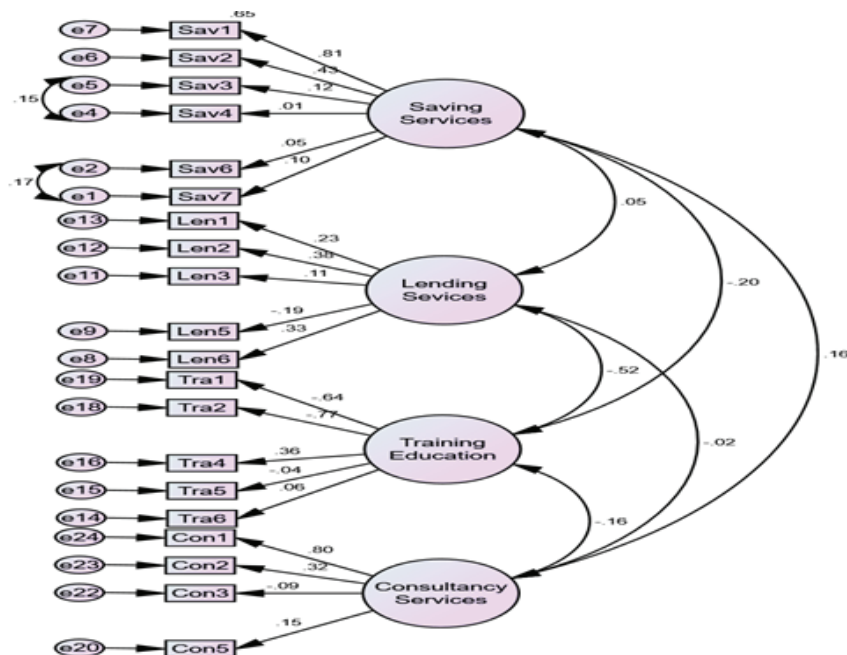 .65
e7 Sav1
.81
e6 Sav2
.43
e5 Sav3
.12
.15
e4 Sav4
.01
Saving
Services
.05
e2 Sav6
.10
.17
e1 Sav7
e13 Len1
.05
.23
e12 Len2
.38
e11 Len3
.11
Lending
Sevices
-.20
-.19
e9 Len5
.33
e8 Len6
.16
e19 Tra1
-.52
-.64
e18 Tra2
-.77
Training
Education
-.02
.36
e16 Tra4
-.04
e15 Tra5
.06
e14 Tra6
-.16
e24 Con1
.80
e23 Con2
.32
e22 Con3
-.09
Consultancy
Services
.15
e20 Con5